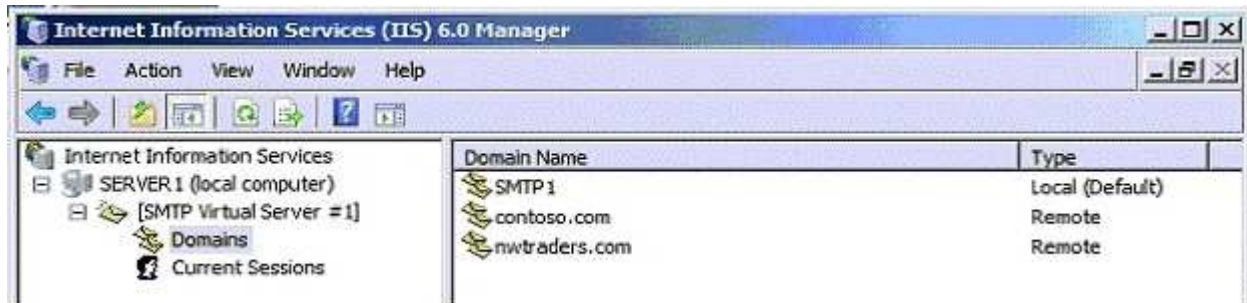 Internet Information Services (IIS) 6.0 Manager
File Action View Window Help
Internet Information Services
SERVER1 (local computer)
[SMTP Virtual Server #1]
Domains
Current Sessions
Domain Name Type
SMTP1 Local (Default)
contoso.com Remote
nwtraders.com Remote